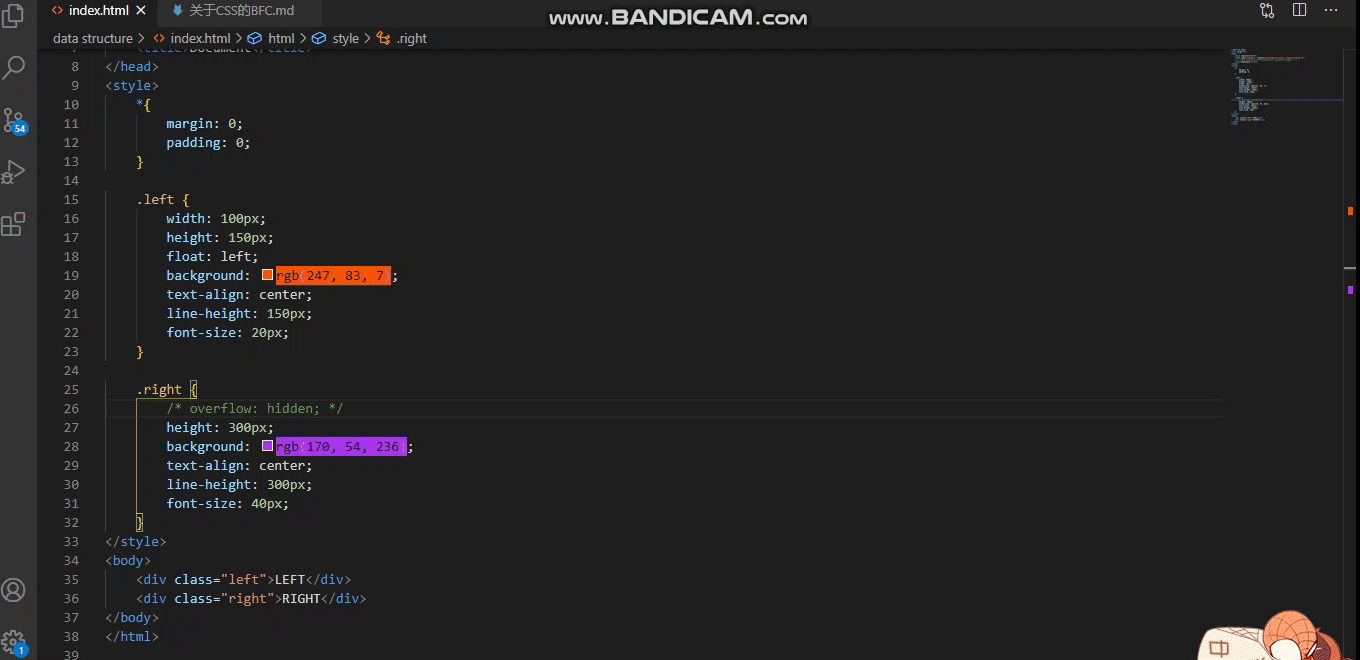 index.html
关于CSS的BFC.md
www.BANDICAM.com
data structure > index.html > html > style > .right
7 <title>Document</title>
8 </head>
9 <style>
10 *{
11 margin: 0;
12 padding: 0;
13 }
14
15 .left {
16 width: 100px;
17 height: 150px;
18 float: left;
19 background: rgb(247, 83, 7);
20 text-align: center;
21 line-height: 150px;
22 font-size: 20px;
23 }
24
25 .right {
26 /* overflow: hidden; */
27 height: 300px;
28 background: rgb(170, 54, 236);
29 text-align: center;
30 line-height: 300px;
31 font-size: 40px;
32 }
33 </style>
34 <body>
35 <div class="left">LEFT</div>
36 <div class="right">RIGHT</div>
37 </body>
38 </html>
39
54
1
中